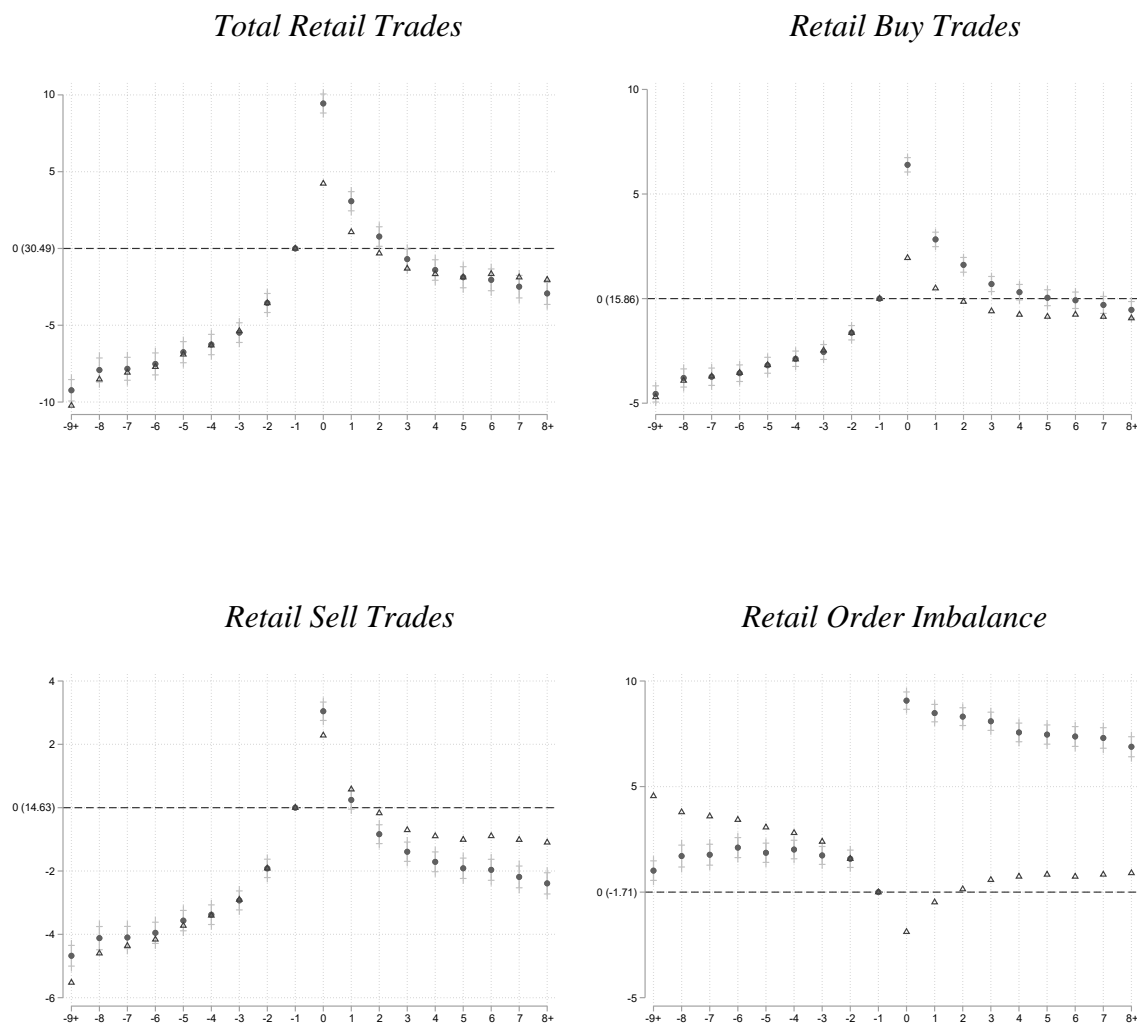 Total Retail Trades
10
5
0 (30.49)
-5
-10
-9+ -8 -7 -6 -5 -4 -3 -2 -1 0 1 2 3 4 5 6 7 8+
Retail Buy Trades
10
5
0 (15.86)
-5
-9+ -8 -7 -6 -5 -4 -3 -2 -1 0 1 2 3 4 5 6 7 8+
Retail Sell Trades
4
2
0 (14.63)
-2
-4
-6
-9+ -8 -7 -6 -5 -4 -3 -2 -1 0 1 2 3 4 5 6 7 8+
Retail Order Imbalance
10
5
0 (-1.71)
-5
-9+ -8 -7 -6 -5 -4 -3 -2 -1 0 1 2 3 4 5 6 7 8+